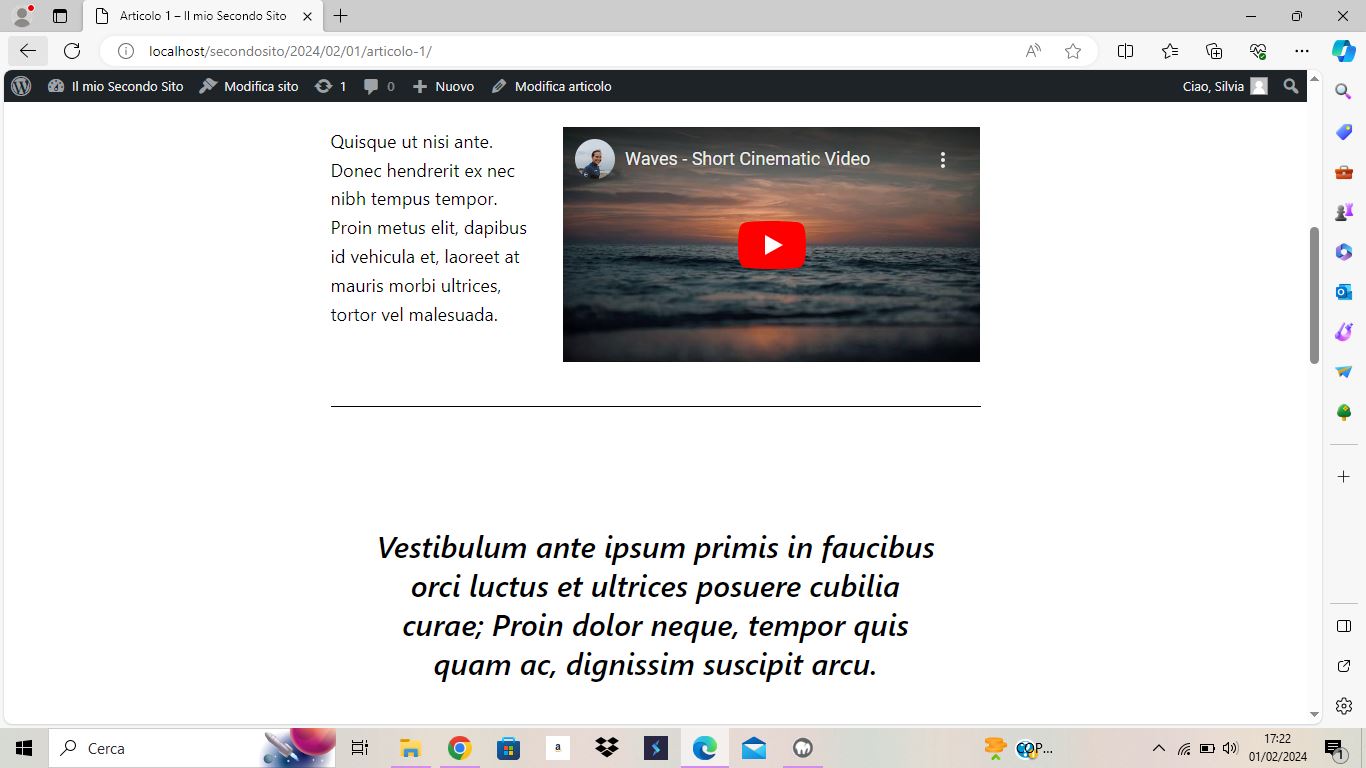 Articolo 1 – Il mio Secondo Sito
localhost/secondosito/2024/02/01/articolo-1/
Il mio Secondo Sito Modifica sito 1 0 Nuovo Modifica articolo Ciao, Silvia
Quisque ut nisi ante.
Donec hendrerit ex nec
nibh tempus tempor.
Proin metus elit, dapibus
id vehicula et, laoreet at
mauris morbi ultrices,
tortor vel malesuada.
Waves - Short Cinematic Video
Vestibulum ante ipsum primis in faucibus
orci luctus et ultrices posuere cubilia
curae; Proin dolor neque, tempor quis
quam ac, dignissim suscipit arcu.
Cerca
a
OP...
17:22
01/02/2024
1